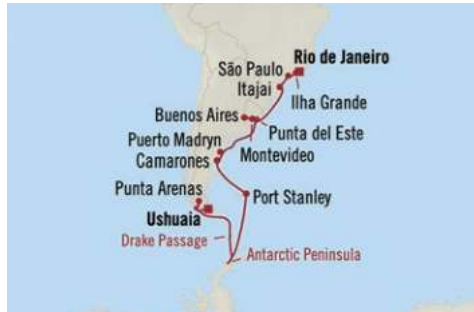 Rio de Janeiro
São Paulo
Itajai
Ilha Grande
Buenos Aires
Punta del Este
Montevideo
Puerto Madryn
Camarones
Punta Arenas
Port Stanley
Ushuaia
Drake Passage
Antarctic Peninsula